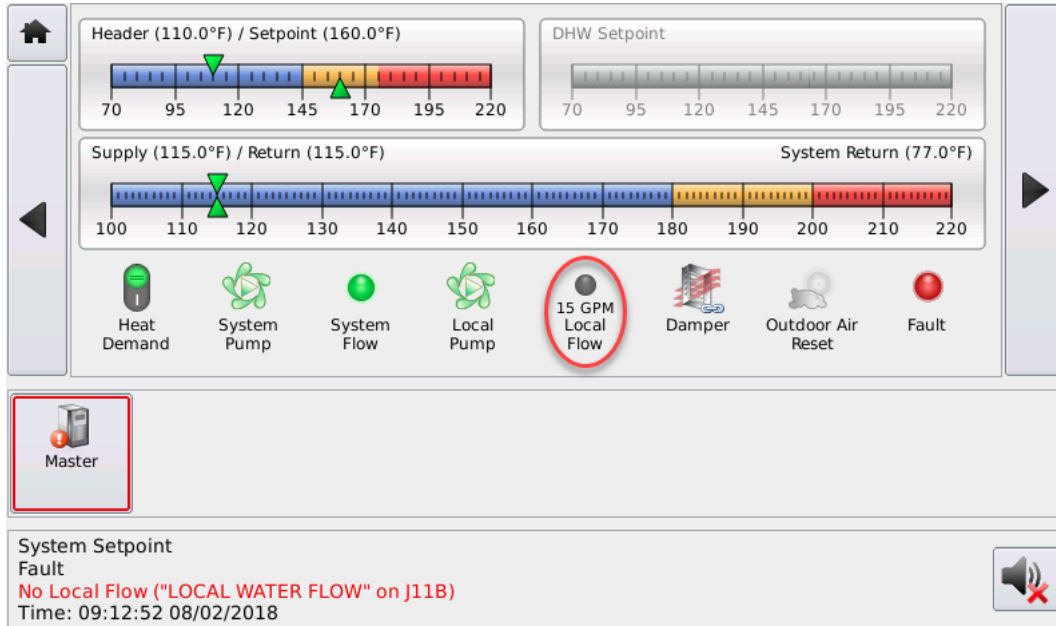 Header (110.0°F) / Setpoint (160.0°F)
70 95 120 145 170 195 220
DHW Setpoint
70 95 120 145 170 195 220
Supply (115.0°F) / Return (115.0°F) System Return (77.0°F)
100 110 120 130 140 150 160 170 180 190 200 210 220
Heat
Demand
System
Pump
System
Flow
Local
Pump
15 GPM
Local
Flow
Damper
Outdoor Air
Reset
Fault
Master
System Setpoint
Fault
No Local Flow ("LOCAL WATER FLOW" on J11B)
Time: 09:12:52 08/02/2018